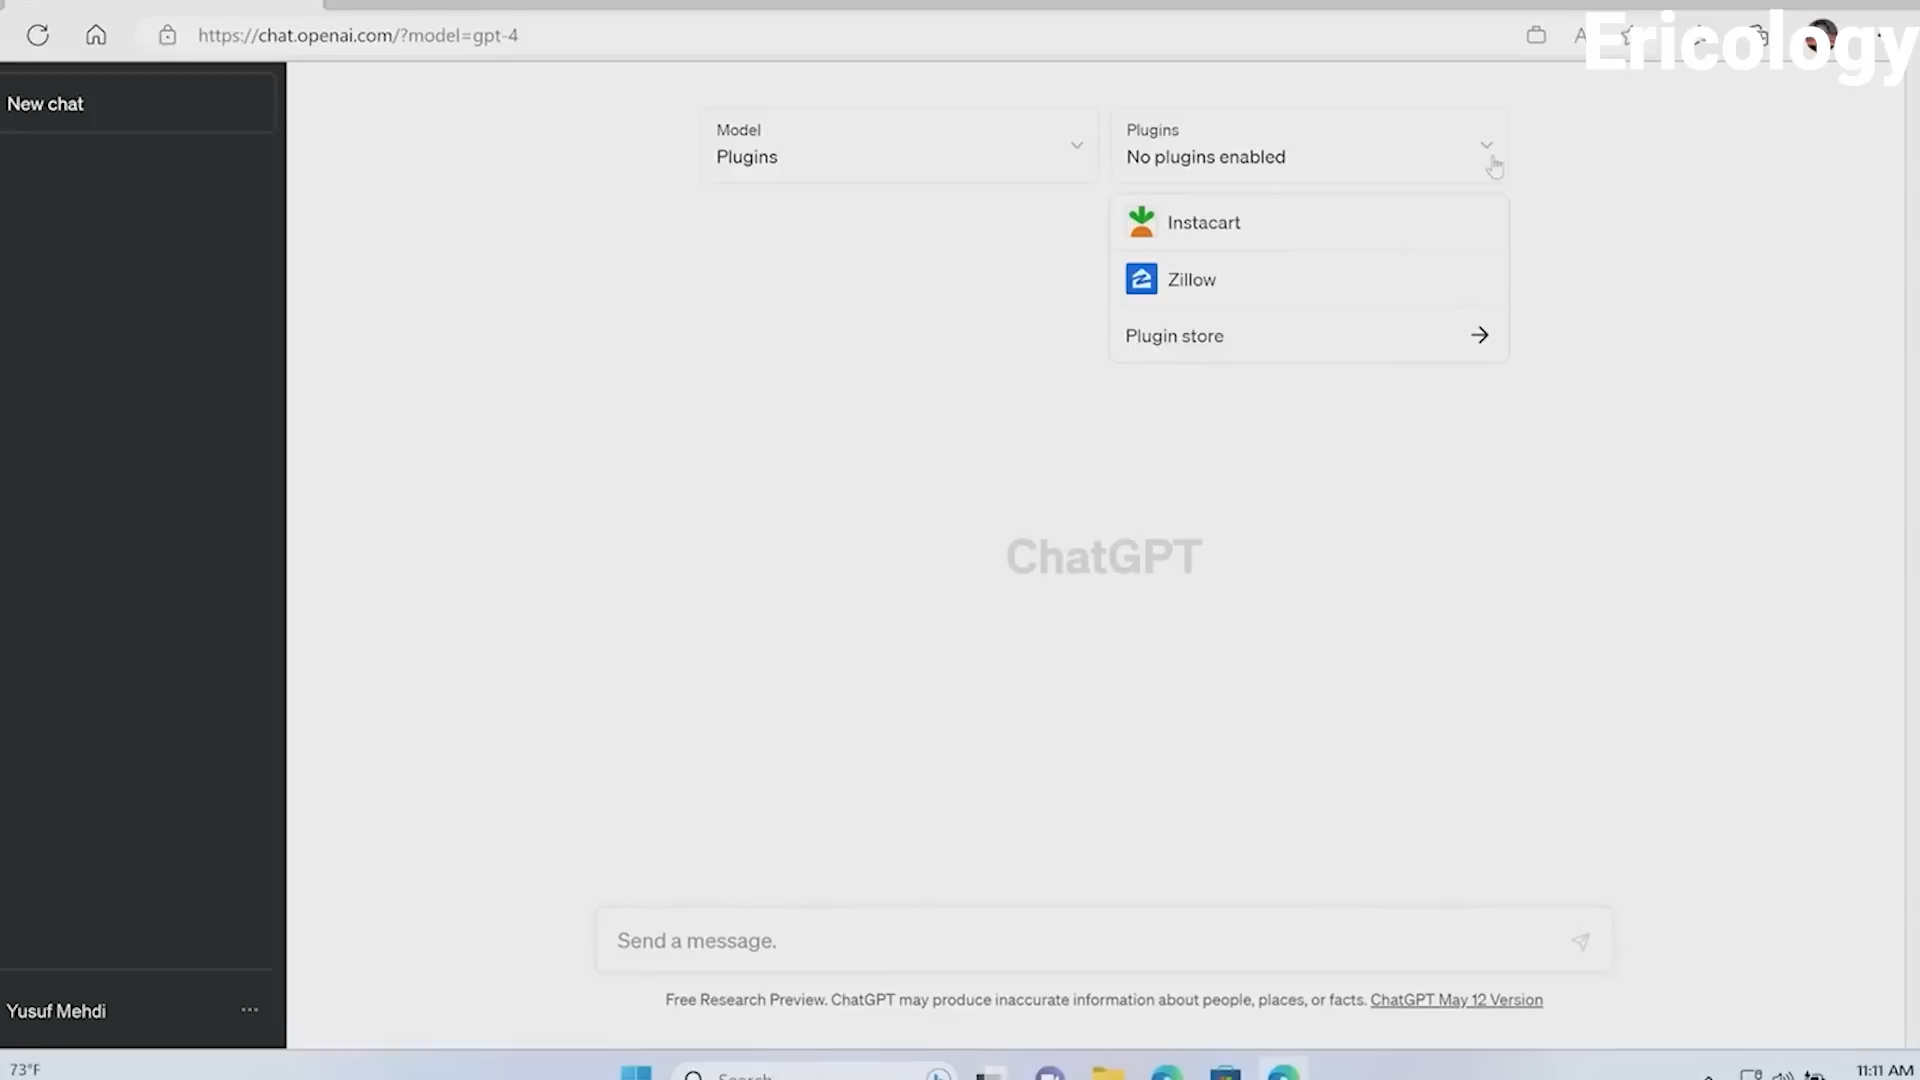 https://chat.openai.com/?model=gpt-4
Ericology
New chat
Model
Plugins
Plugins
No plugins enabled
Instacart
Zillow
Plugin store
ChatGPT
Send a message.
Free Research Preview. ChatGPT may produce inaccurate information about people, places, or facts. ChatGPT May 12 Version
Yusuf Mehdi
73°F
Search
11:11 AM